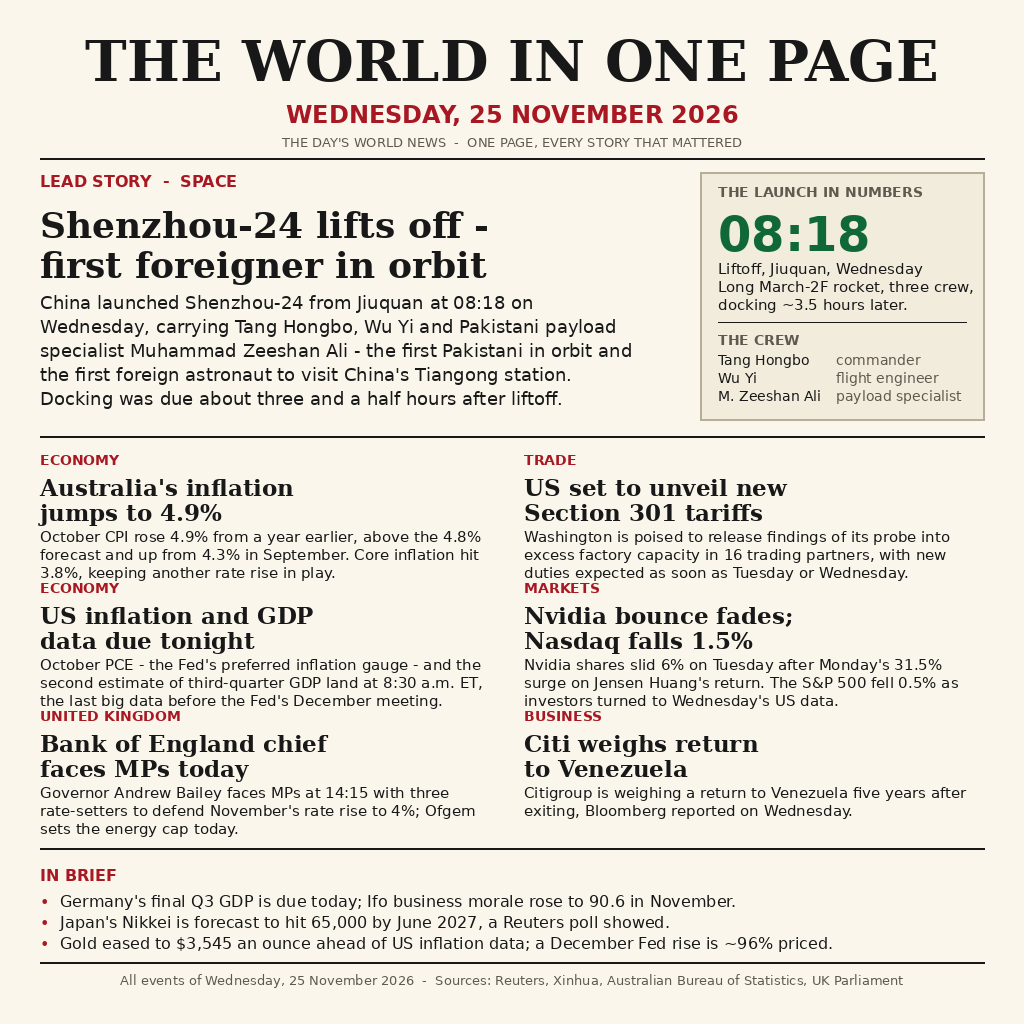 THE WORLD IN ONE PAGE
WEDNESDAY, 25 NOVEMBER 2026
THE DAY'S WORLD NEWS - ONE PAGE, EVERY STORY THAT MATTERED
LEAD STORY - SPACE
Shenzhou-24 lifts off -
first foreigner in orbit
China launched Shenzhou-24 from Jiuquan at 08:18 on
Wednesday, carrying Tang Hongbo, Wu Yi and Pakistani payload
specialist Muhammad Zeeshan Ali - the first Pakistani in orbit and
the first foreign astronaut to visit China's Tiangong station.
Docking was due about three and a half hours after liftoff.
THE LAUNCH IN NUMBERS
08:18
Liftoff, Jiuquan, Wednesday
Long March-2F rocket, three crew,
docking ~3.5 hours later.
THE CREW
Tang Hongbo commander
Wu Yi flight engineer
M. Zeeshan Ali payload specialist
ECONOMY
Australia's inflation
jumps to 4.9%
October CPI rose 4.9% from a year earlier, above the 4.8%
forecast and up from 4.3% in September. Core inflation hit
3.8%, keeping another rate rise in play.
TRADE
US set to unveil new
Section 301 tariffs
Washington is poised to release findings of its probe into
excess factory capacity in 16 trading partners, with new
duties expected as soon as Tuesday or Wednesday.
ECONOMY
US inflation and GDP
data due tonight
October PCE - the Fed's preferred inflation gauge - and the
second estimate of third-quarter GDP land at 8:30 a.m. ET,
the last big data before the Fed's December meeting.
MARKETS
Nvidia bounce fades;
Nasdaq falls 1.5%
Nvidia shares slid 6% on Tuesday after Monday's 31.5%
surge on Jensen Huang's return. The S&P 500 fell 0.5% as
investors turned to Wednesday's US data.
UNITED KINGDOM
Bank of England chief
faces MPs today
Governor Andrew Bailey faces MPs at 14:15 with three
rate-setters to defend November's rate rise to 4%; Ofgem
sets the energy cap today.
BUSINESS
Citi weighs return
to Venezuela
Citigroup is weighing a return to Venezuela five years after
exiting, Bloomberg reported on Wednesday.
IN BRIEF
• Germany's final Q3 GDP is due today; Ifo business morale rose to 90.6 in November.
• Japan's Nikkei is forecast to hit 65,000 by June 2027, a Reuters poll showed.
• Gold eased to $3,545 an ounce ahead of US inflation data; a December Fed rise is ~96% priced.
All events of Wednesday, 25 November 2026 - Sources: Reuters, Xinhua, Australian Bureau of Statistics, UK Parliament